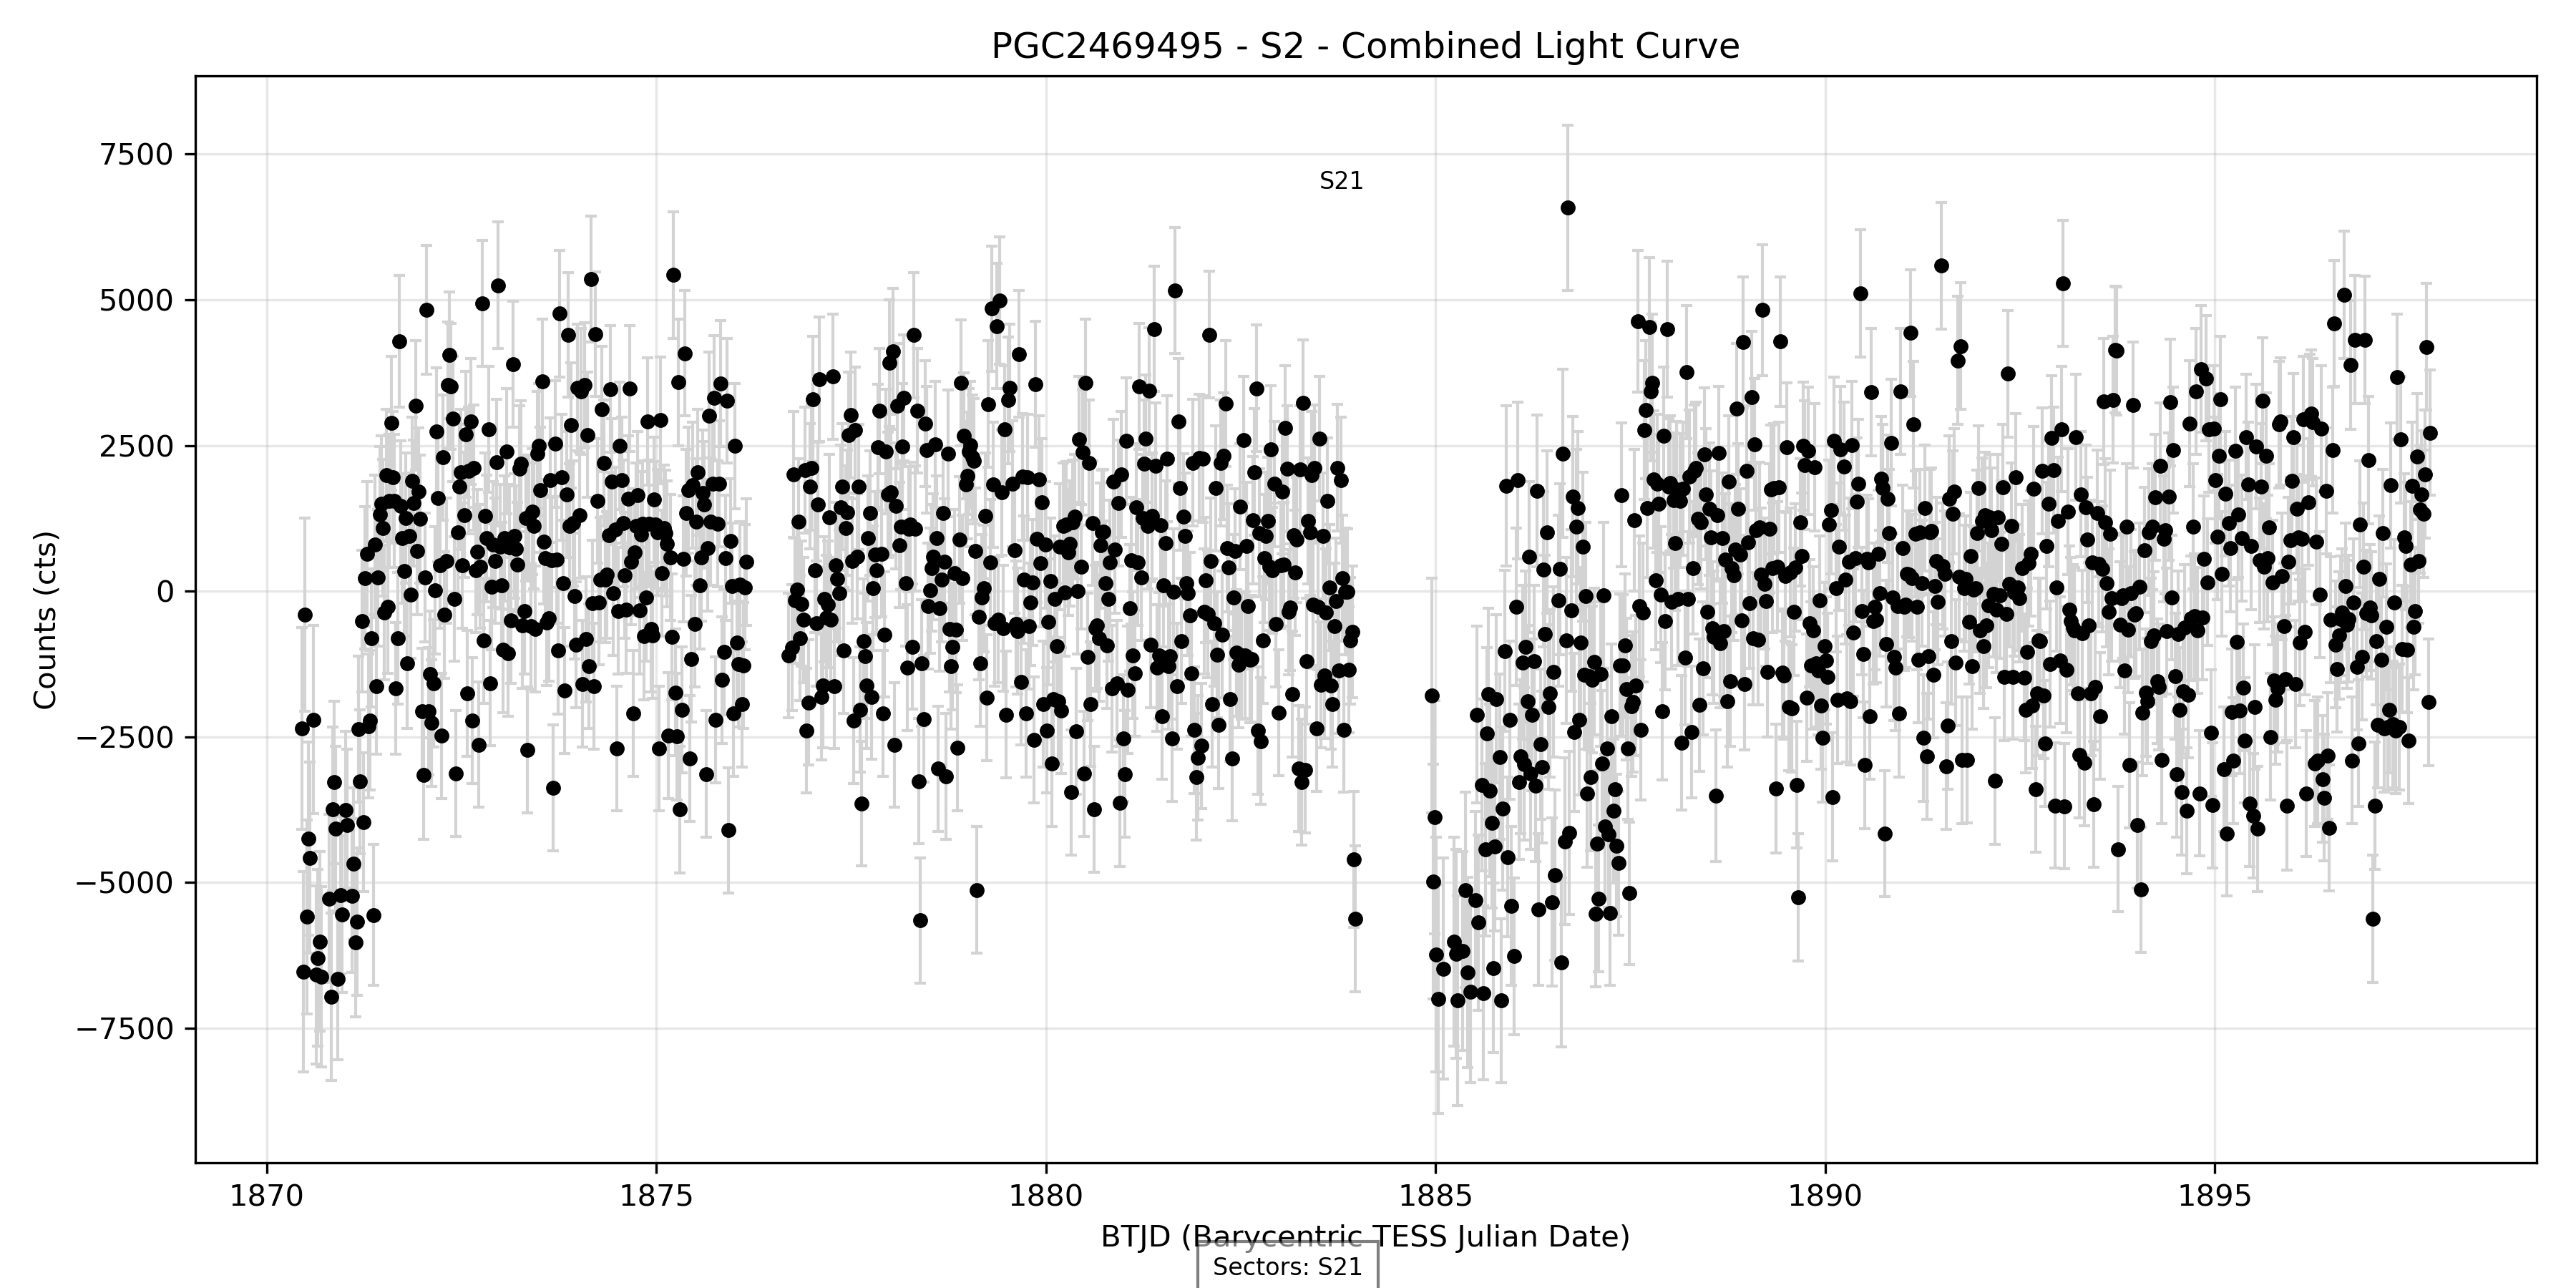 PGC2469495 - S2 - Combined Light Curve
Counts (cts)
7500
5000
2500
0
−2500
−5000
−7500
S21
1870 1875 1880 1885 1890 1895
BTJD (Barycentric TESS Julian Date)
Sectors: S21